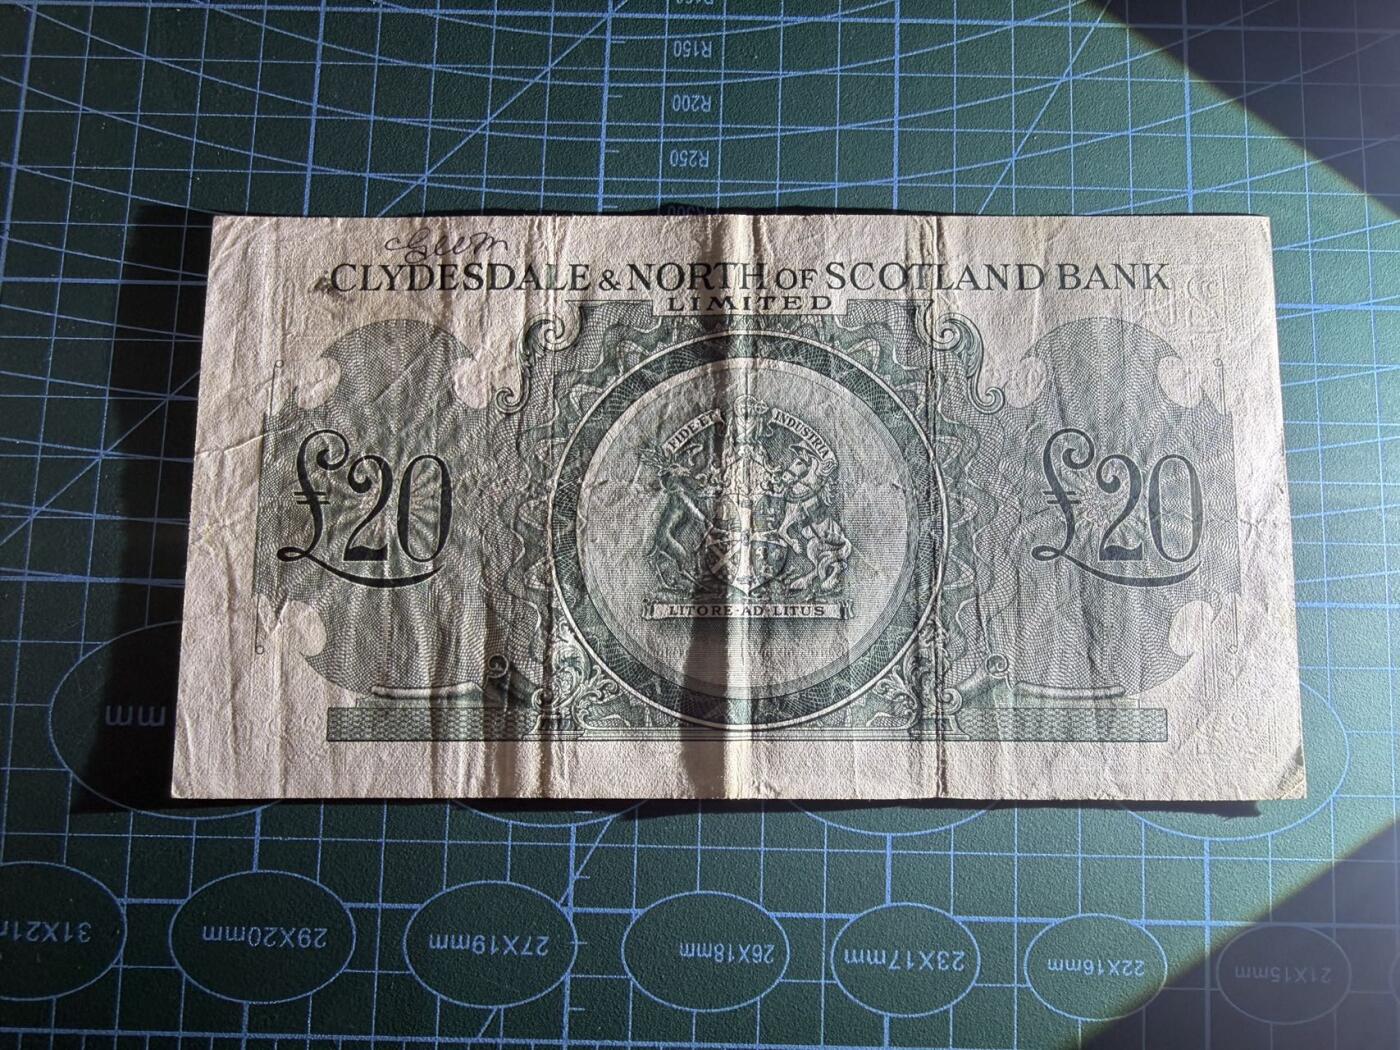 R150
R200
R250
CLYDESDALE & NORTH OF SCOTLAND BANK
LIMITED
FIDE ET INDUSTRIA
£20
£20
LITORE·AD·LITUS
mm
29X20mm
27X19mm
26X18mm
23X17mm
22X16mm
21X15mm